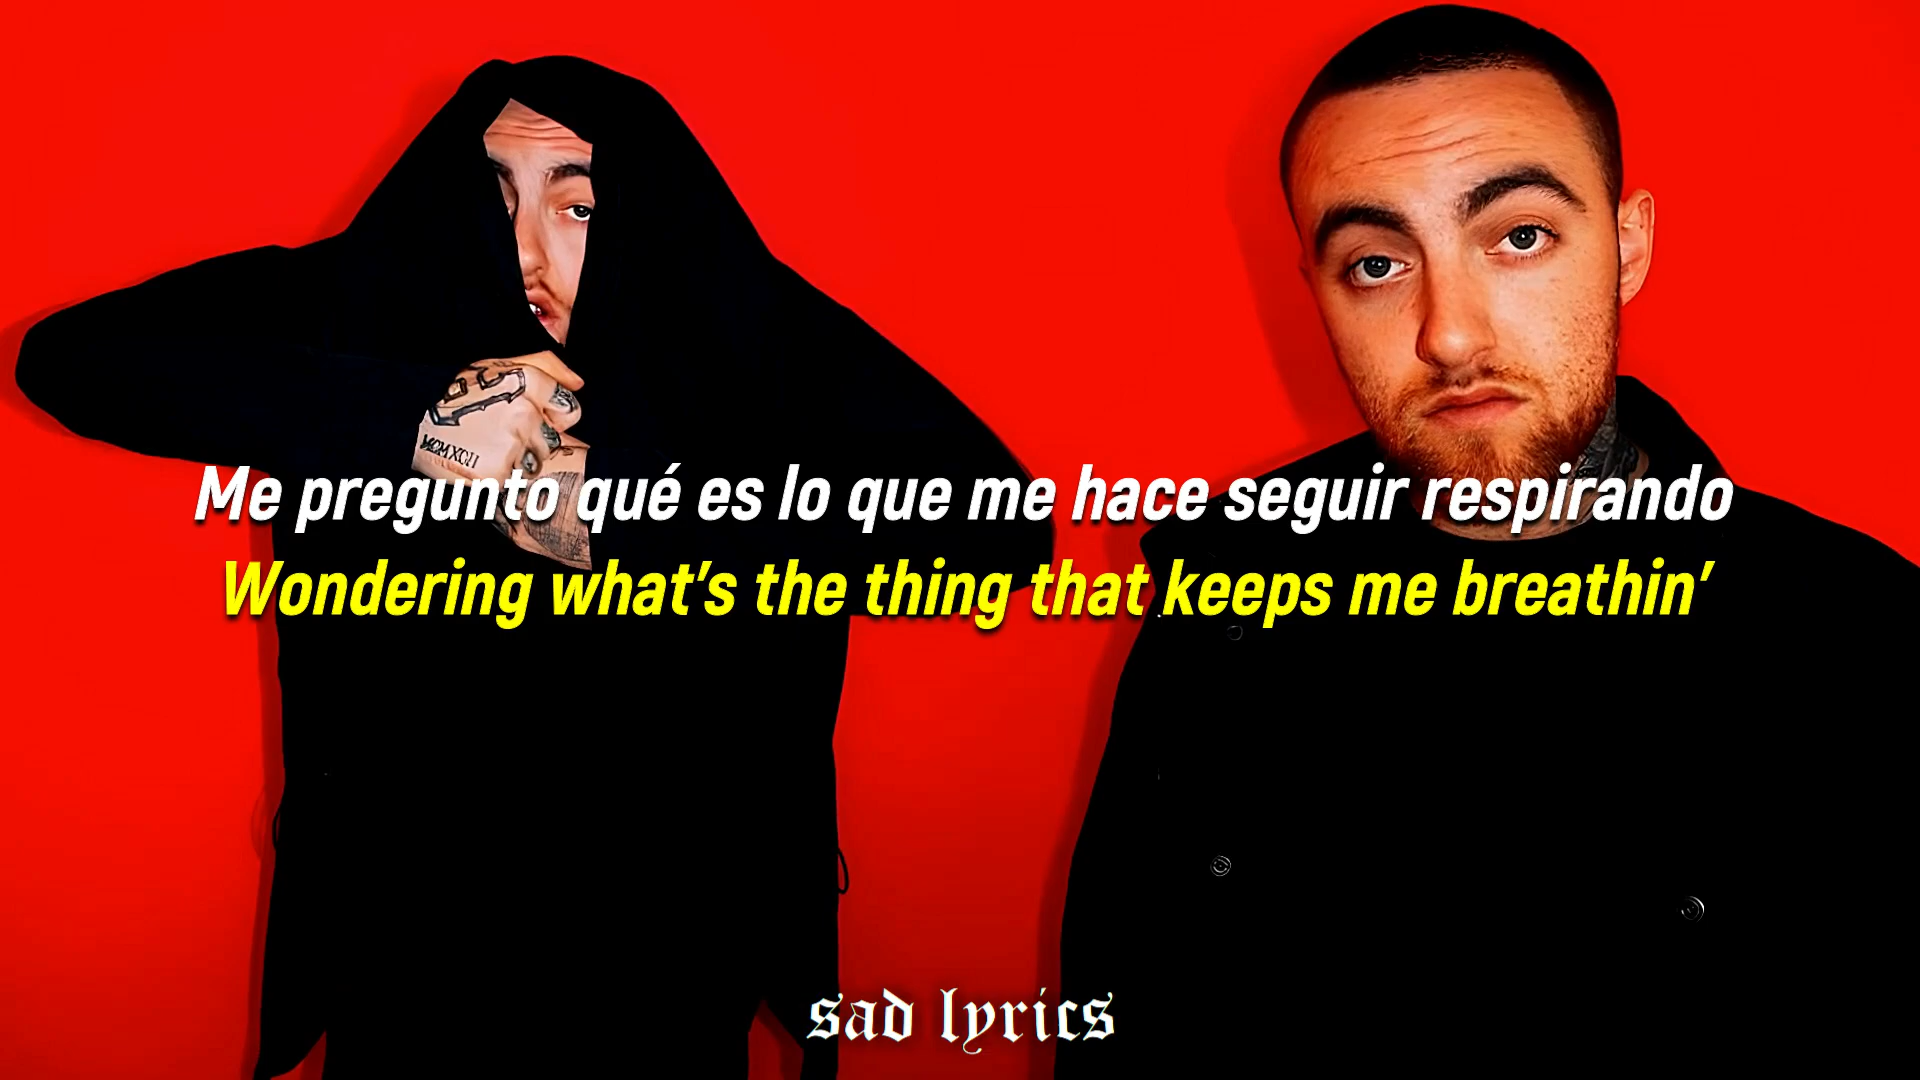 MCMXCII
Me pregunto qué es lo que me hace seguir respirando
Wondering what's the thing that keeps me breathin'
sad lyrics